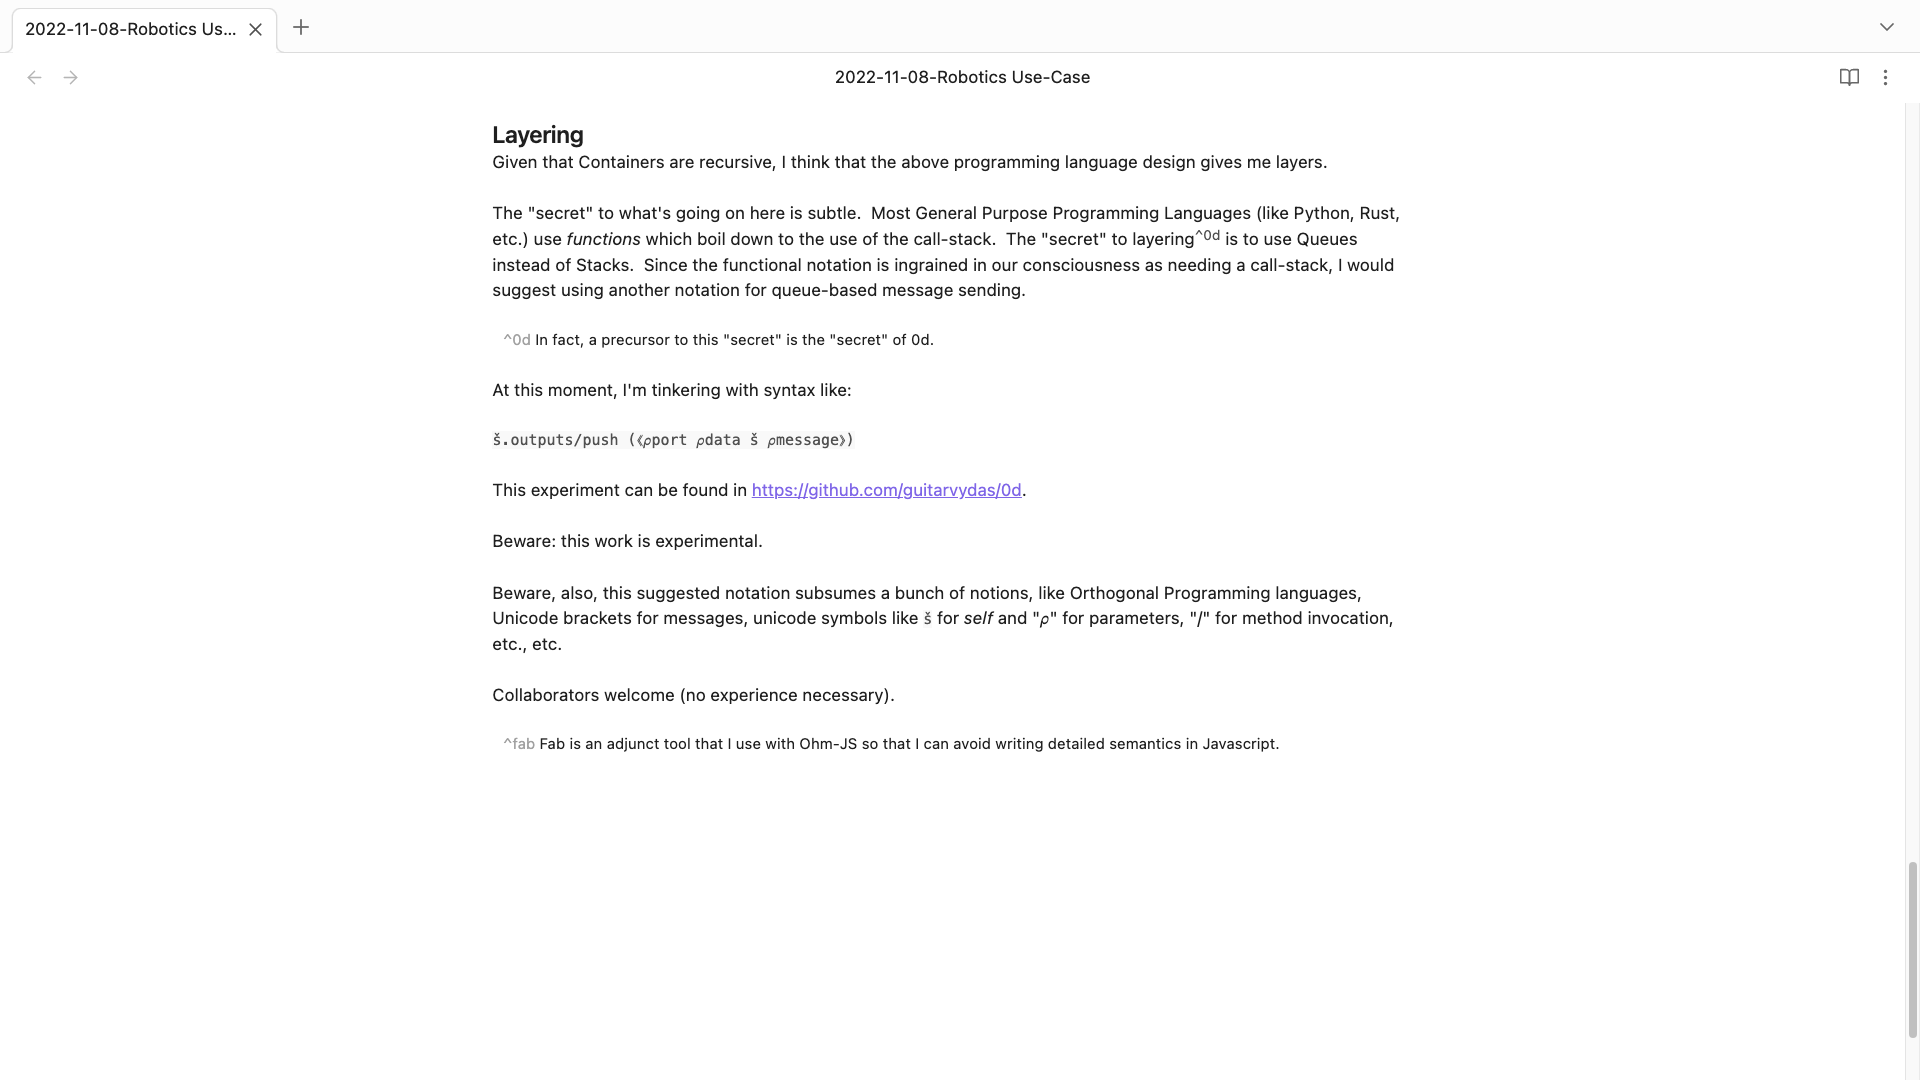 2022-11-08-Robotics Us...
2022-11-08-Robotics Use-Case
Layering
Given that Containers are recursive, I think that the above programming language design gives me layers.
The "secret" to what's going on here is subtle.  Most General Purpose Programming Languages (like Python, Rust,
etc.) use functions which boil down to the use of the call-stack.  The "secret" to layering^0d is to use Queues
instead of Stacks.  Since the functional notation is ingrained in our consciousness as needing a call-stack, I would
suggest using another notation for queue-based message sending.
^0d In fact, a precursor to this "secret" is the "secret" of 0d.
At this moment, I'm tinkering with syntax like:
š.outputs/push (⟪ρport ρdata š ρmessage⟫)
This experiment can be found in https://github.com/guitarvydas/0d.
Beware: this work is experimental.
Beware, also, this suggested notation subsumes a bunch of notions, like Orthogonal Programming languages,
Unicode brackets for messages, unicode symbols like š for self and "ρ" for parameters, "/" for method invocation,
etc., etc.
Collaborators welcome (no experience necessary).
^fab Fab is an adjunct tool that I use with Ohm-JS so that I can avoid writing detailed semantics in Javascript.